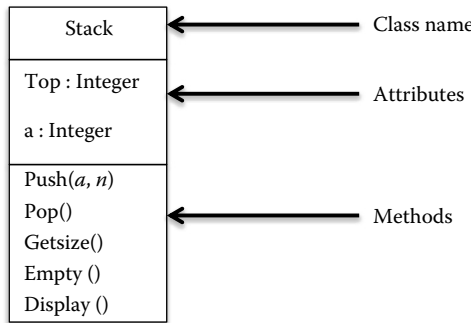 Stack
Class name
Top : Integer
Attributes
a : Integer
Push(a, n)
Pop()
Methods
Getsize()
Empty ()
Display ()